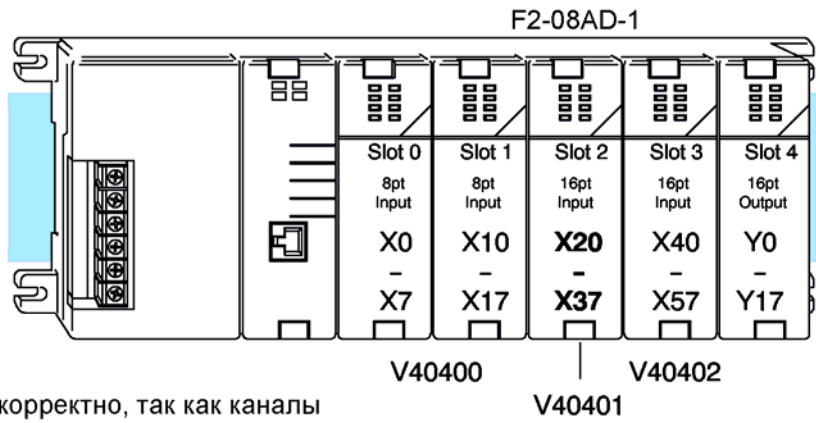 F2-08AD-1
Slot 0 Slot 1 Slot 2 Slot 3 Slot 4
8pt 8pt 16pt 16pt 16pt
Input Input Input Input Output
X0 X10 X20 X40 Y0
– – - – –
X7 X17 X37 X57 Y17
V40400 V40402
V40401
корректно, так как каналы